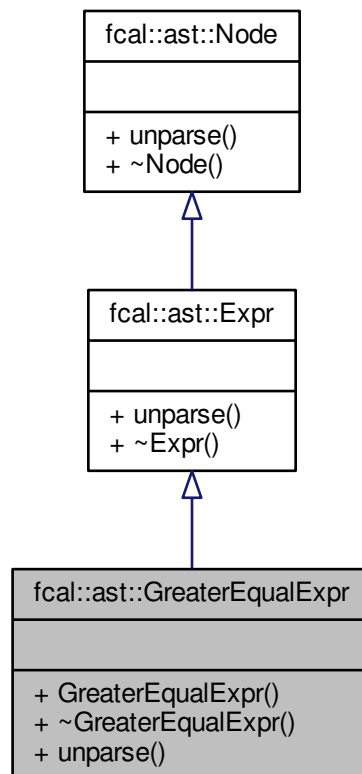 fcal::ast::Node
+ unparse()
+ ~Node()
fcal::ast::Expr
+ unparse()
+ ~Expr()
fcal::ast::GreaterEqualExpr
+ GreaterEqualExpr()
+ ~GreaterEqualExpr()
+ unparse()